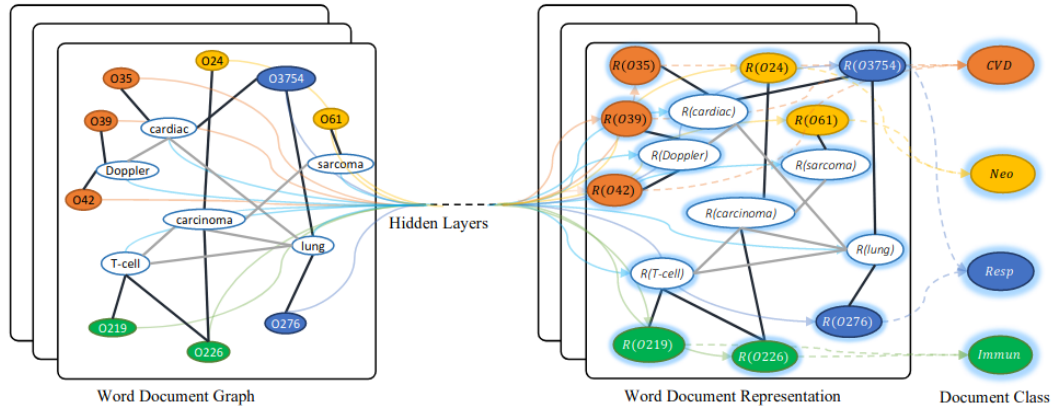 O24
O35
O3754
O39
O61
cardiac
Doppler
sarcoma
O42
carcinoma
lung
T-cell
O219
O276
O226
Word Document Graph
Hidden Layers
R(O35)
R(O24)
R(O3754)
R(cardiac)
R(O39)
R(O61)
R(Doppler)
R(sarcoma)
R(O42)
R(carcinoma)
R(lung)
R(T-cell)
R(O276)
R(O219)
R(O226)
Word Document Representation
CVD
Neo
Resp
Immun
Document Class